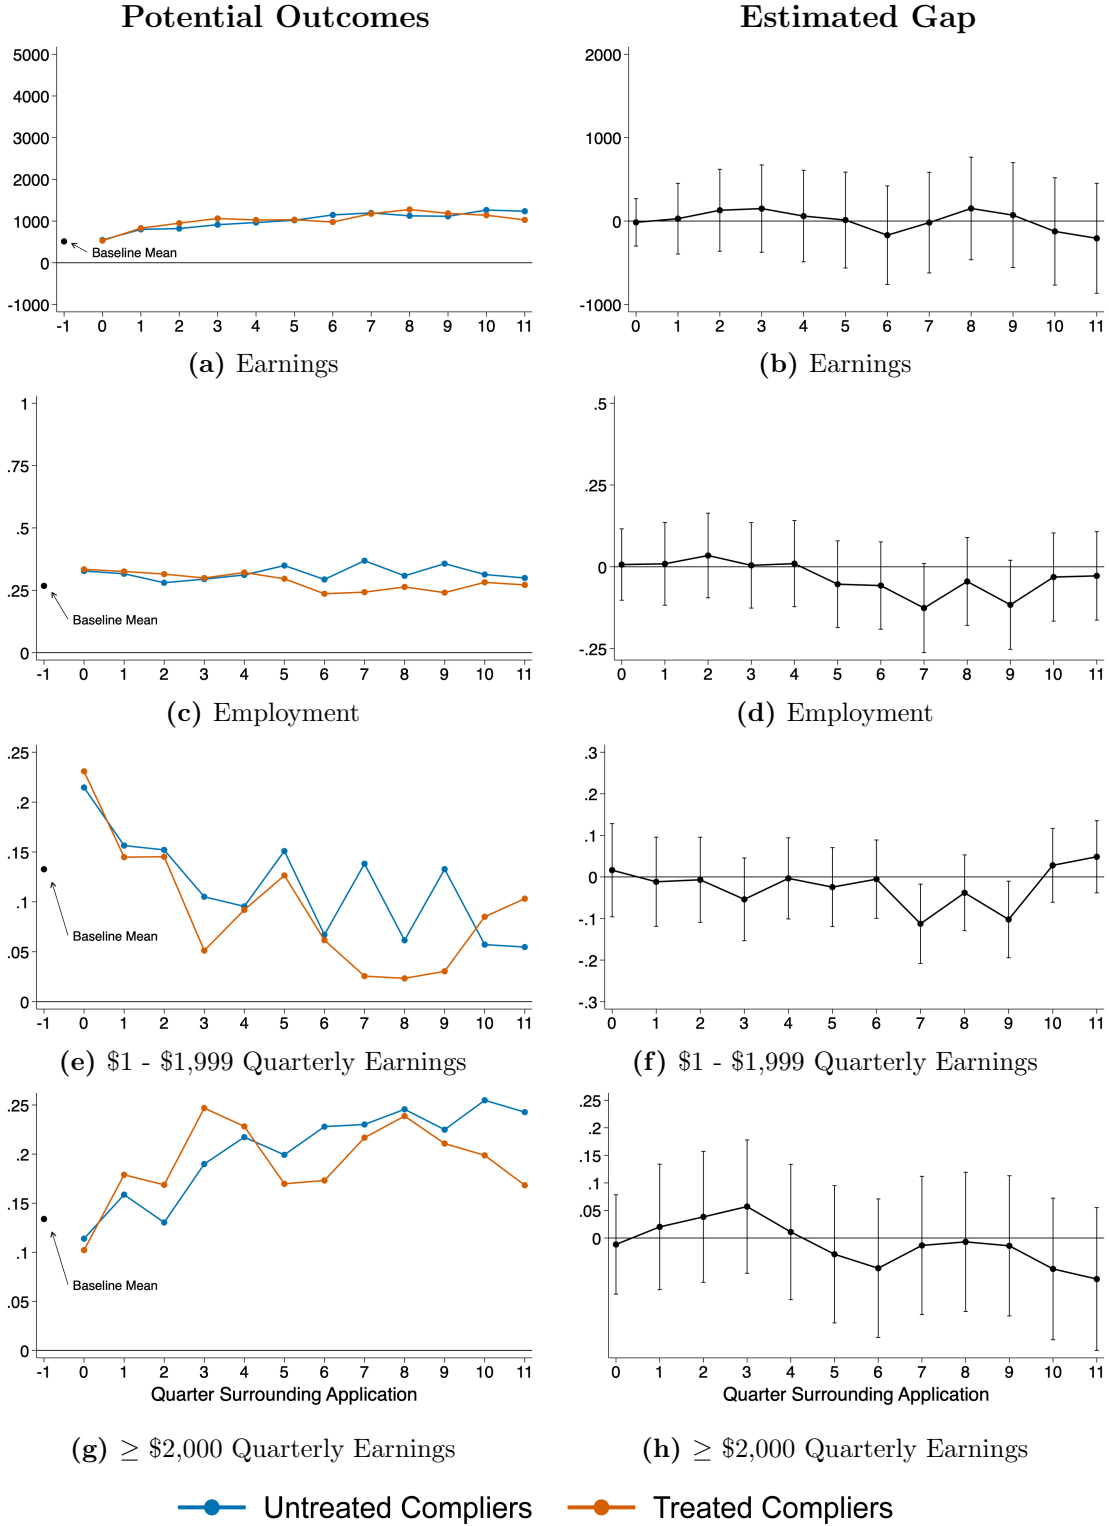 Potential Outcomes
Estimated Gap
5000
4000
3000
2000
1000
0
-1000
Baseline Mean
-1 0 1 2 3 4 5 6 7 8 9 10 11
(a) Earnings
2000
1000
0
-1000
0 1 2 3 4 5 6 7 8 9 10 11
(b) Earnings
1
.75
.5
.25
0
Baseline Mean
-1 0 1 2 3 4 5 6 7 8 9 10 11
(c) Employment
.5
.25
0
-.25
0 1 2 3 4 5 6 7 8 9 10 11
(d) Employment
.25
.2
.15
.1
.05
0
Baseline Mean
-1 0 1 2 3 4 5 6 7 8 9 10 11
(e) $1 - $1,999 Quarterly Earnings
.3
.2
.1
0
-.1
-.2
-.3
0 1 2 3 4 5 6 7 8 9 10 11
(f) $1 - $1,999 Quarterly Earnings
.25
.2
.15
.1
.05
0
Baseline Mean
-1 0 1 2 3 4 5 6 7 8 9 10 11
Quarter Surrounding Application
(g) ≥ $2,000 Quarterly Earnings
.25
.2
.15
.1
.05
0
0 1 2 3 4 5 6 7 8 9 10 11
Quarter Surrounding Application
(h) ≥ $2,000 Quarterly Earnings
Untreated Compliers
Treated Compliers